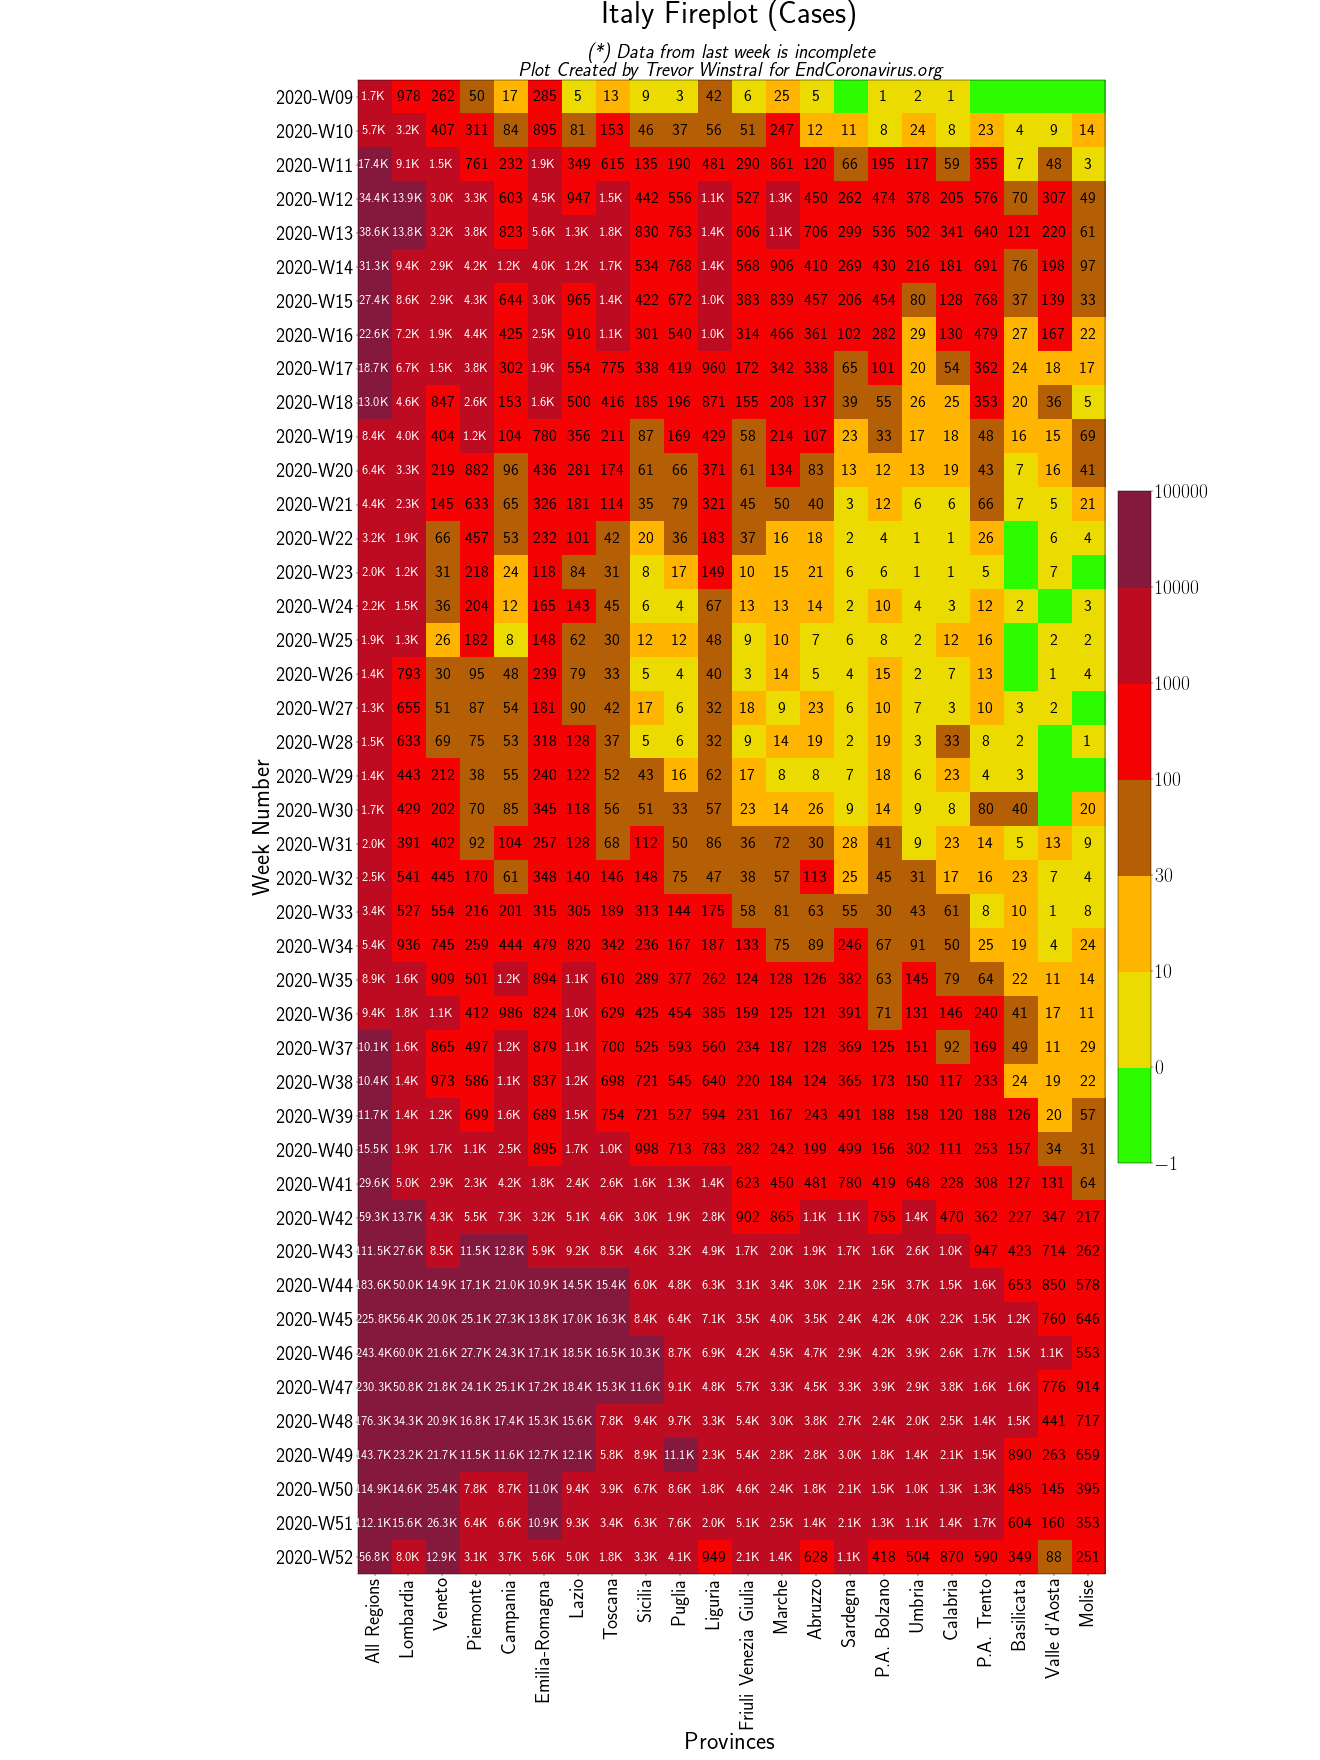 Italy Fireplot (Cases)
(*) Data from last week is incomplete
Plot Created by Trevor Winstral for EndCoronavirus.org
2020-W09 1.7K 978 262 50 17 285 5 13 9 3 42 6 25 5 1 2 1
2020-W10 5.7K 3.2K 407 311 84 895 81 153 46 37 56 51 247 12 11 8 24 8 23 4 9 14
2020-W11 17.4K 9.1K 1.5K 761 232 1.9K 349 615 135 190 481 290 861 120 66 195 117 59 355 7 48 3
2020-W12 34.4K 13.9K 3.0K 3.3K 603 4.5K 947 1.5K 442 556 1.1K 527 1.3K 450 262 474 378 205 576 70 307 49
2020-W13 38.6K 13.8K 3.2K 3.8K 823 5.6K 1.3K 1.8K 830 763 1.4K 606 1.1K 706 299 536 502 341 640 121 220 61
2020-W14 31.3K 9.4K 2.9K 4.2K 1.2K 4.0K 1.2K 1.7K 534 768 1.4K 568 906 410 269 430 216 181 691 76 198 97
2020-W15 27.4K 8.6K 2.9K 4.3K 644 3.0K 965 1.4K 422 672 1.0K 383 839 457 206 454 80 128 768 37 139 33
2020-W16 22.6K 7.2K 1.9K 4.4K 425 2.5K 910 1.1K 301 540 1.0K 314 466 361 102 282 29 130 479 27 167 22
2020-W17 18.7K 6.7K 1.5K 3.8K 302 1.9K 554 775 338 419 960 172 342 338 65 101 20 54 362 24 18 17
2020-W18 13.0K 4.6K 847 2.6K 153 1.6K 500 416 185 196 871 155 208 137 39 55 26 25 353 20 36 5
2020-W19 8.4K 4.0K 404 1.2K 104 780 356 211 87 169 429 58 214 107 23 33 17 18 48 16 15 69
2020-W20 6.4K 3.3K 219 882 96 436 281 174 61 66 371 61 134 83 13 12 13 19 43 7 16 41
2020-W21 4.4K 2.3K 145 633 65 326 181 114 35 79 321 45 50 40 3 12 6 6 66 7 5 21
2020-W22 3.2K 1.9K 66 457 53 232 101 42 20 36 183 37 16 18 2 4 1 1 26 6 4
2020-W23 2.0K 1.2K 31 218 24 118 84 31 8 17 149 10 15 21 6 6 1 1 5 7
2020-W24 2.2K 1.5K 36 204 12 165 143 45 6 4 67 13 13 14 2 10 4 3 12 2 3
2020-W25 1.9K 1.3K 26 182 8 148 62 30 12 12 48 9 10 7 6 8 2 12 16 2 2
2020-W26 1.4K 793 30 95 48 239 79 33 5 4 40 3 14 5 4 15 2 7 13 1 4
2020-W27 1.3K 655 51 87 54 181 90 42 17 6 32 18 9 23 6 10 7 3 10 3 2
2020-W28 1.5K 633 69 75 53 318 128 37 5 6 32 9 14 19 2 19 3 33 8 2 1
2020-W29 1.4K 443 212 38 55 240 122 52 43 16 62 17 8 8 7 18 6 23 4 3
2020-W30 1.7K 429 202 70 85 345 118 56 51 33 57 23 14 26 9 14 9 8 80 40 20
2020-W31 2.0K 391 402 92 104 257 128 68 112 50 86 36 72 30 28 41 9 23 14 5 13 9
2020-W32 2.5K 541 445 170 61 348 140 146 148 75 47 38 57 113 25 45 31 17 16 23 7 4
2020-W33 3.4K 527 554 216 201 315 305 189 313 144 175 58 81 63 55 30 43 61 8 10 1 8
2020-W34 5.4K 936 745 259 444 479 820 342 236 167 187 133 75 89 246 67 91 50 25 19 4 24
2020-W35 8.9K 1.6K 909 501 1.2K 894 1.1K 610 289 377 262 124 128 126 382 63 145 79 64 22 11 14
2020-W36 9.4K 1.8K 1.1K 412 986 824 1.0K 629 425 454 385 159 125 121 391 71 131 146 240 41 17 11
2020-W37 10.1K 1.6K 865 497 1.2K 879 1.1K 700 525 593 560 234 187 128 369 125 151 92 169 49 11 29
2020-W38 10.4K 1.4K 973 586 1.1K 837 1.2K 698 721 545 640 220 184 124 365 173 150 117 233 24 19 22
2020-W39 11.7K 1.4K 1.2K 699 1.6K 689 1.5K 754 721 527 594 231 167 243 491 188 158 120 188 126 20 57
2020-W40 15.5K 1.9K 1.7K 1.1K 2.5K 895 1.7K 1.0K 998 713 783 282 242 199 499 156 302 111 253 157 34 31
2020-W41 29.6K 5.0K 2.9K 2.3K 4.2K 1.8K 2.4K 2.6K 1.6K 1.3K 1.4K 623 450 481 780 419 648 228 308 127 131 64
2020-W42 59.3K 13.7K 4.3K 5.5K 7.3K 3.2K 5.1K 4.6K 3.0K 1.9K 2.8K 902 865 1.1K 1.1K 755 1.4K 470 362 227 347 217
2020-W43 111.5K 27.6K 8.5K 11.5K 12.8K 5.9K 9.2K 8.5K 4.6K 3.2K 4.9K 1.7K 2.0K 1.9K 1.7K 1.6K 2.6K 1.0K 947 423 714 262
2020-W44 183.6K 50.0K 14.9K 17.1K 21.0K 10.9K 14.5K 15.4K 6.0K 4.8K 6.3K 3.1K 3.4K 3.0K 2.1K 2.5K 3.7K 1.5K 1.6K 653 850 578
2020-W45 225.8K 56.4K 20.0K 25.1K 27.3K 13.8K 17.0K 16.3K 8.4K 6.4K 7.1K 3.5K 4.0K 3.5K 2.4K 4.2K 4.0K 2.2K 1.5K 1.2K 760 646
2020-W46 243.4K 60.0K 21.6K 27.7K 24.3K 17.1K 18.5K 16.5K 10.3K 8.7K 6.9K 4.2K 4.5K 4.7K 2.9K 4.2K 3.9K 2.6K 1.7K 1.5K 1.1K 553
2020-W47 230.3K 50.8K 21.8K 24.1K 25.1K 17.2K 18.4K 15.3K 11.6K 9.1K 4.8K 5.7K 3.3K 4.5K 3.3K 3.9K 2.9K 3.8K 1.6K 1.6K 776 914
2020-W48 176.3K 34.3K 20.9K 16.8K 17.4K 15.3K 15.6K 7.8K 9.4K 9.7K 3.3K 5.4K 3.0K 3.8K 2.7K 2.4K 2.0K 2.5K 1.4K 1.5K 441 717
2020-W49 143.7K 23.2K 21.7K 11.5K 11.6K 12.7K 12.1K 5.8K 8.9K 11.1K 2.3K 5.4K 2.8K 2.8K 3.0K 1.8K 1.4K 2.1K 1.5K 890 263 659
2020-W50 114.9K 14.6K 25.4K 7.8K 8.7K 11.0K 9.4K 3.9K 6.7K 8.6K 1.8K 4.6K 2.4K 1.8K 2.1K 1.5K 1.0K 1.3K 1.3K 485 145 395
2020-W51 112.1K 15.6K 26.3K 6.4K 6.6K 10.9K 9.3K 3.4K 6.3K 7.6K 2.0K 5.1K 2.5K 1.4K 2.1K 1.3K 1.1K 1.4K 1.7K 604 160 353
2020-W52 56.8K 8.0K 12.9K 3.1K 3.7K 5.6K 5.0K 1.8K 3.3K 4.1K 949 2.1K 1.4K 628 1.1K 418 504 870 590 349 88 251
Week Number
100000
10000
1000
100
30
10
0
−1
All Regions
Lombardia
Veneto
Piemonte
Campania
Emilia-Romagna
Lazio
Toscana
Sicilia
Puglia
Liguria
Friuli Venezia Giulia
Marche
Abruzzo
Sardegna
P.A. Bolzano
Umbria
Calabria
P.A. Trento
Basilicata
Valle d'Aosta
Molise
Provinces